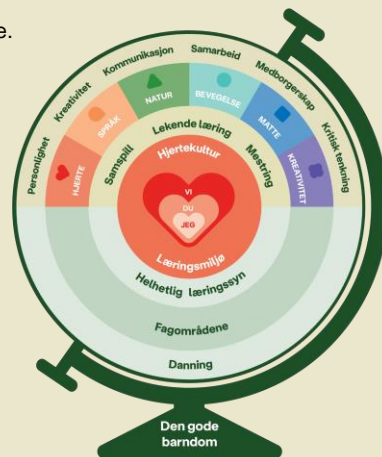 e.
Personlighet
Kreativitet
Kommunikasjon
Samarbeid
Medborgerskap
Kritisk tenkning
HJERTE
SPRÅK
NATUR
BEVEGELSE
MATTE
KREATIVITET
Samspill
Lekende læring
Mestring
Hjertekultur
VI
DU
JEG
Læringsmiljø
Helhetlig læringssyn
Fagområdene
Danning
Den gode
barndom